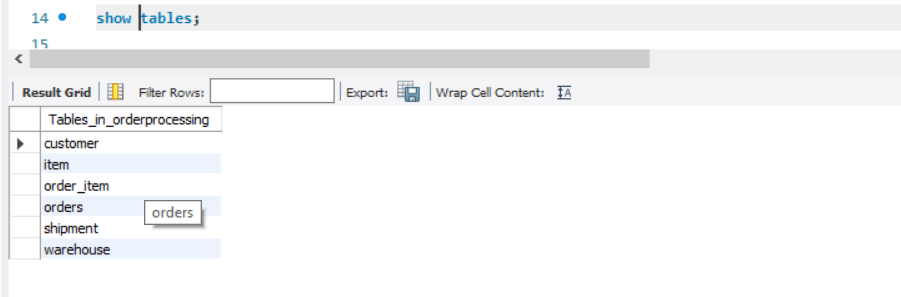 14 show tables;
15
Result Grid Filter Rows: Export: Wrap Cell Content: IA
Tables_in_orderprocessing
customer
item
order_item
orders
orders
shipment
warehouse